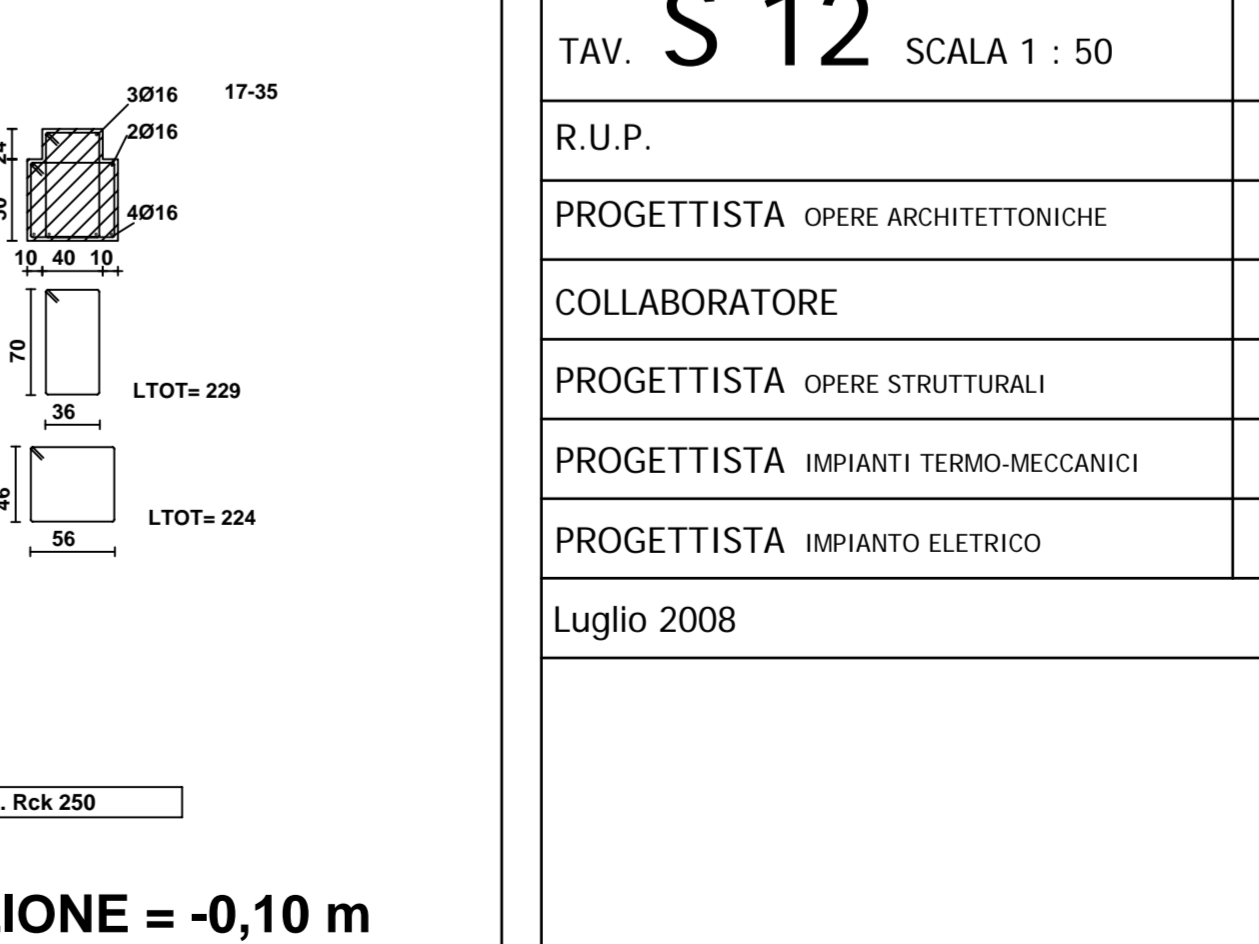 3Ø16 17-35
2Ø16
24
4Ø16
10 40 10
70
LTOT= 229
36
46
LTOT= 224
56
. Rck 250
IONE = -0,10 m
TAV. S 12 SCALA 1 : 50
R.U.P.
PROGETTISTA OPERE ARCHITETTONICHE
COLLABORATORE
PROGETTISTA OPERE STRUTTURALI
PROGETTISTA IMPIANTI TERMO-MECCANICI
PROGETTISTA IMPIANTO ELETRICO
Luglio 2008